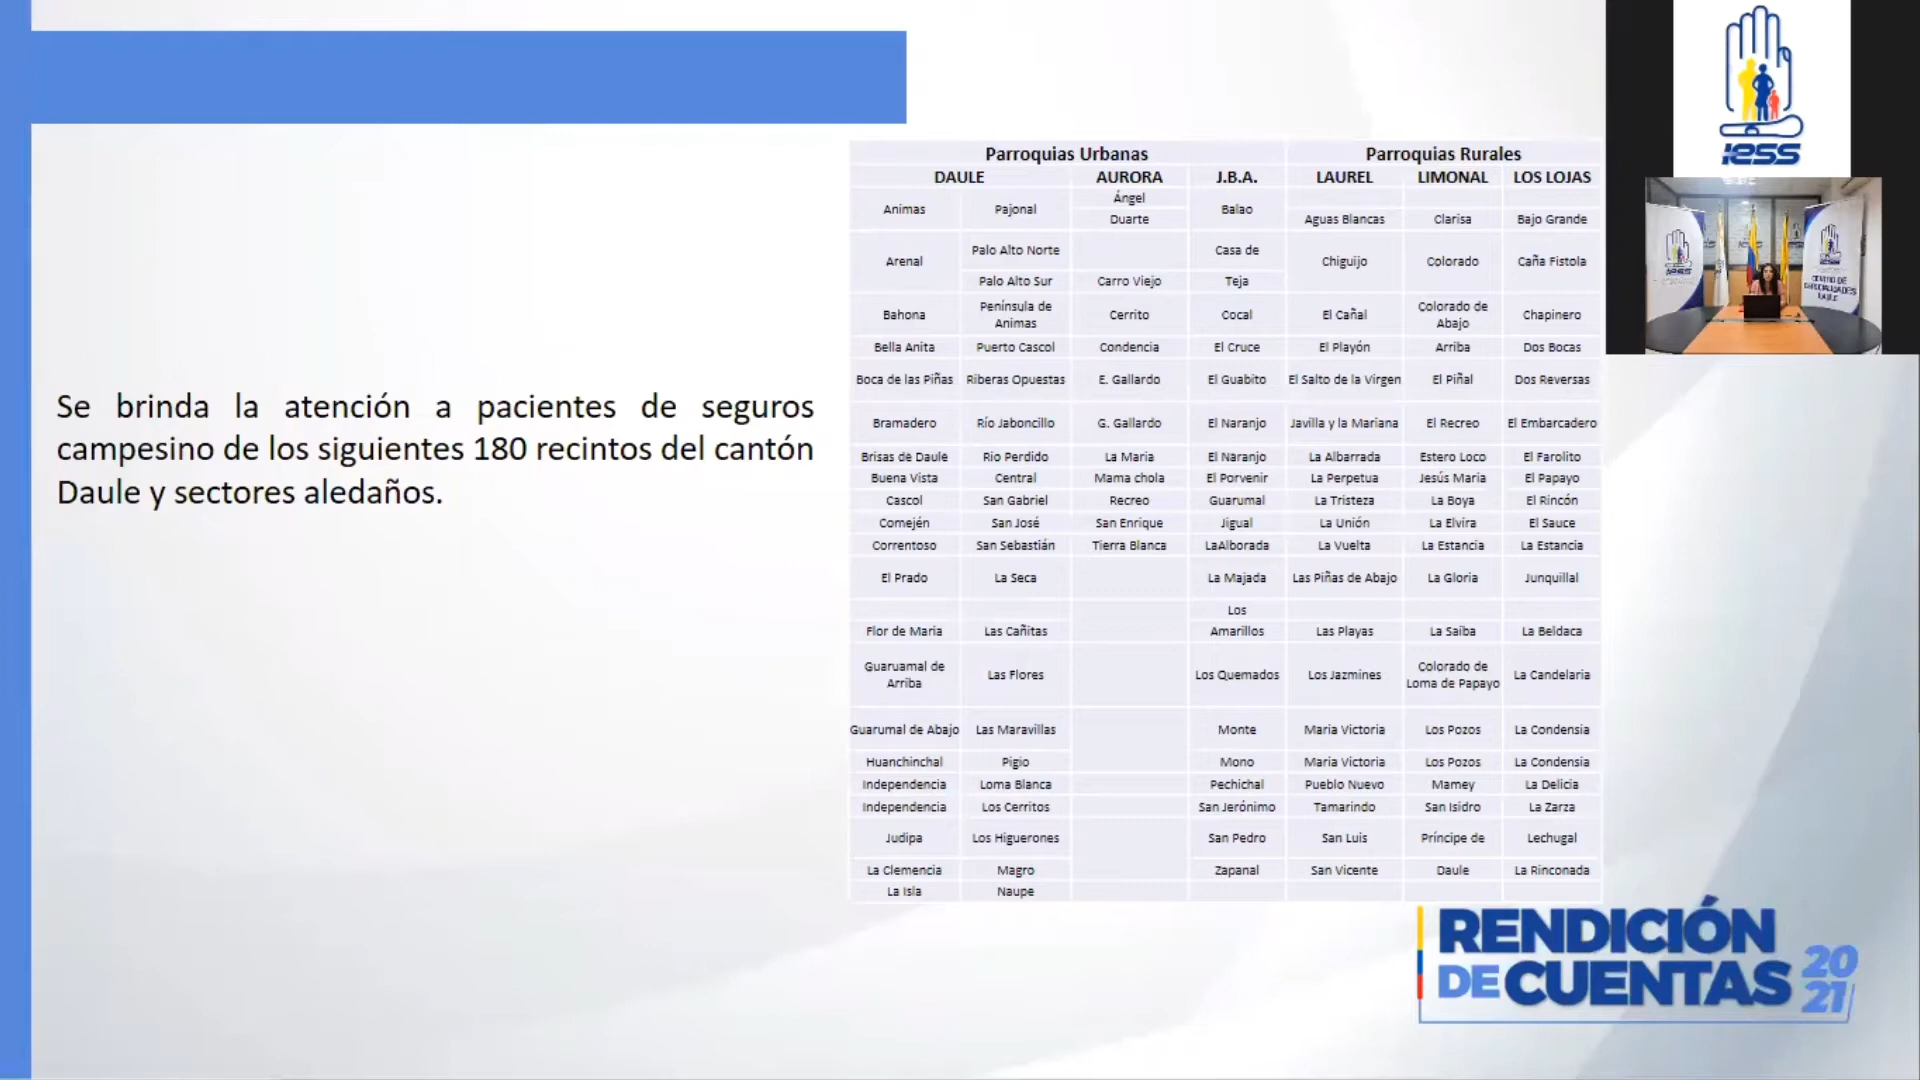 Se brinda la atención a pacientes de seguros
campesino de los siguientes 180 recintos del cantón
Daule y sectores aledaños.
Parroquias Urbanas Parroquias Rurales
DAULE AURORA J.B.A. LAUREL LIMONAL LOS LOJAS
Animas Pajonal Ángel Duarte Balao Aguas Blancas Clarisa Bajo Grande
Arenal Palo Alto Norte Casa de Chiguijo Colorado Caña Fistola
Palo Alto Sur Carro Viejo Teja
Bahona Península de Animas Cerrito Cocal El Cañal Colorado de Abajo Chapinero
Bella Anita Puerto Cascol Condencia El Cruce El Playón Arriba Dos Bocas
Boca de las Piñas Riberas Opuestas E. Gallardo El Guabito El Salto de la Virgen El Piñal Dos Reversas
Bramadero Río Jaboncillo G. Gallardo El Naranjo Javilla y la Mariana El Recreo El Embarcadero
Brisas de Daule Rio Perdido La Maria El Naranjo La Albarrada Estero Loco El Farolito
Buena Vista Central Mama chola El Porvenir La Perpetua Jesús Maria El Papayo
Cascol San Gabriel Recreo Guarumal La Tristeza La Boya El Rincón
Comején San José San Enrique Jigual La Unión La Elvira El Sauce
Correntoso San Sebastián Tierra Blanca LaAlborada La Vuelta La Estancia La Estancia
El Prado La Seca La Majada Las Piñas de Abajo La Gloria Junquillal
Los
Flor de Maria Las Cañitas Amarillos Las Playas La Saiba La Beldaca
Guaruamal de Arriba Las Flores Los Quemados Los Jazmines Colorado de Loma de Papayo La Candelaria
Guarumal de Abajo Las Maravillas Monte Maria Victoria Los Pozos La Condensia
Huanchinchal Pigio Mono Maria Victoria Los Pozos La Condensia
Independencia Loma Blanca Pechichal Pueblo Nuevo Mamey La Delicia
Independencia Los Cerritos San Jerónimo Tamarindo San Isidro La Zarza
Judipa Los Higuerones San Pedro San Luis Príncipe de Lechugal
La Clemencia Magro Zapanal San Vicente Daule La Rinconada
La Isla Naupe
iess
iess
CENTRO DE
ESPECIALIDADES
DAULE
RENDICIÓN
DE CUENTAS 2021